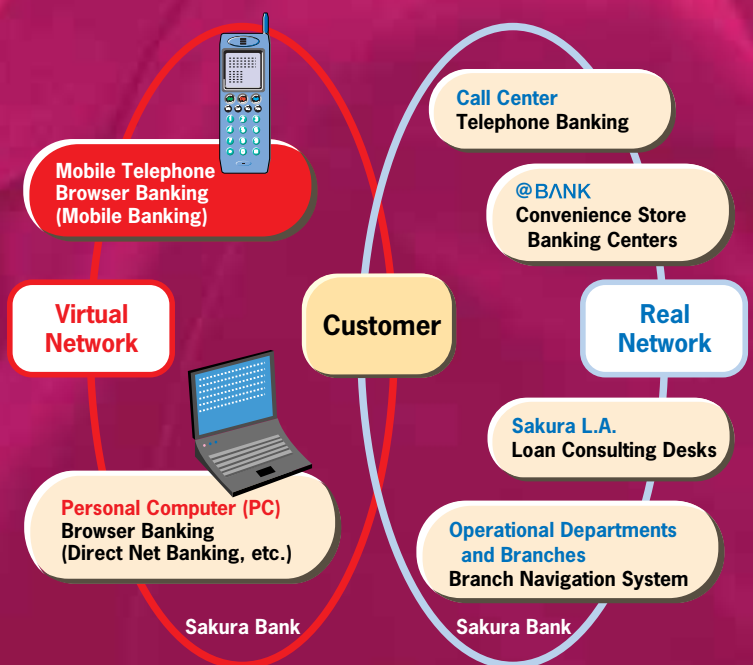 Mobile Telephone
Browser Banking
(Mobile Banking)
Virtual
Network
Personal Computer (PC)
Browser Banking
(Direct Net Banking, etc.)
Sakura Bank
Customer
Call Center
Telephone Banking
@BANK
Convenience Store
Banking Centers
Real
Network
Sakura L.A.
Loan Consulting Desks
Operational Departments
and Branches
Branch Navigation System
Sakura Bank